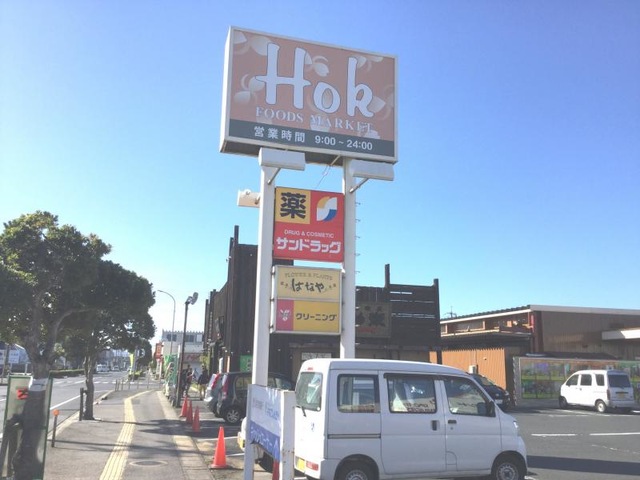 Hok
FOODS MARKET
営業時間 9:00~24:00
薬
DRUG & COSMETIC
サンドラッグ
FLOWER & PLANTS
はなや
クリーニング